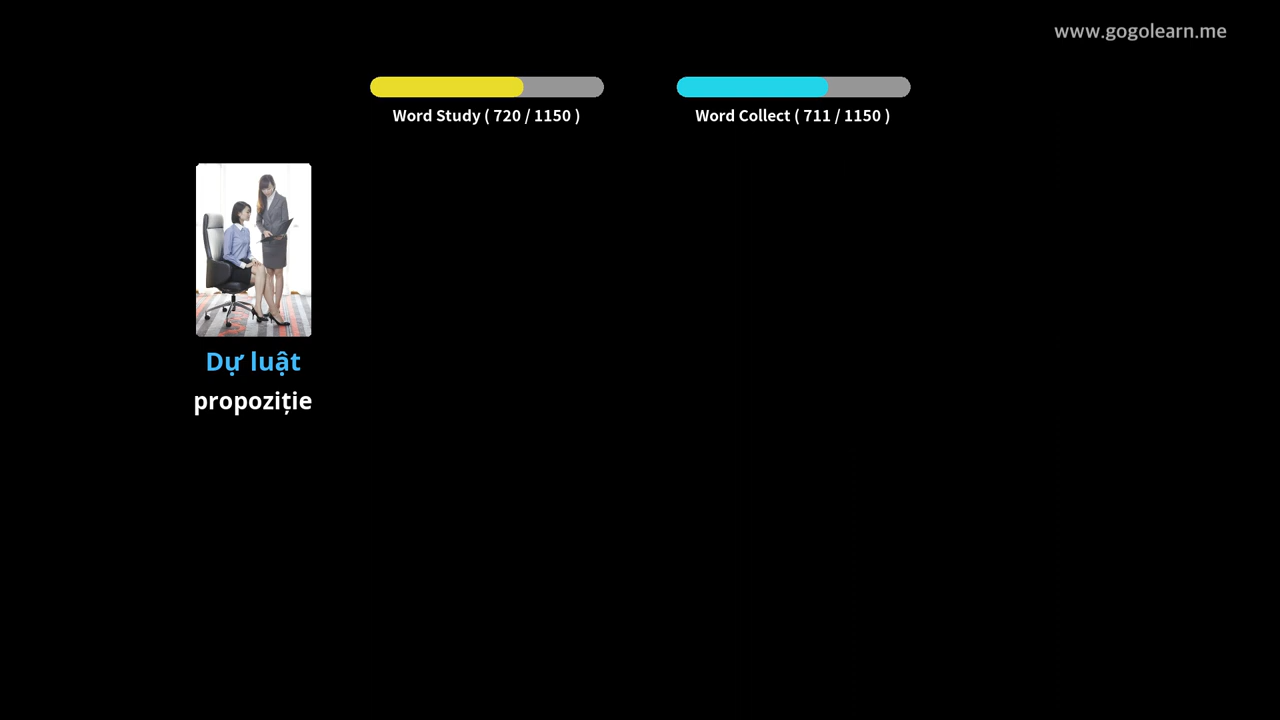 www.gogolearn.me
Word Study ( 720 / 1150 )
Word Collect ( 711 / 1150 )
Dự luật
propoziție